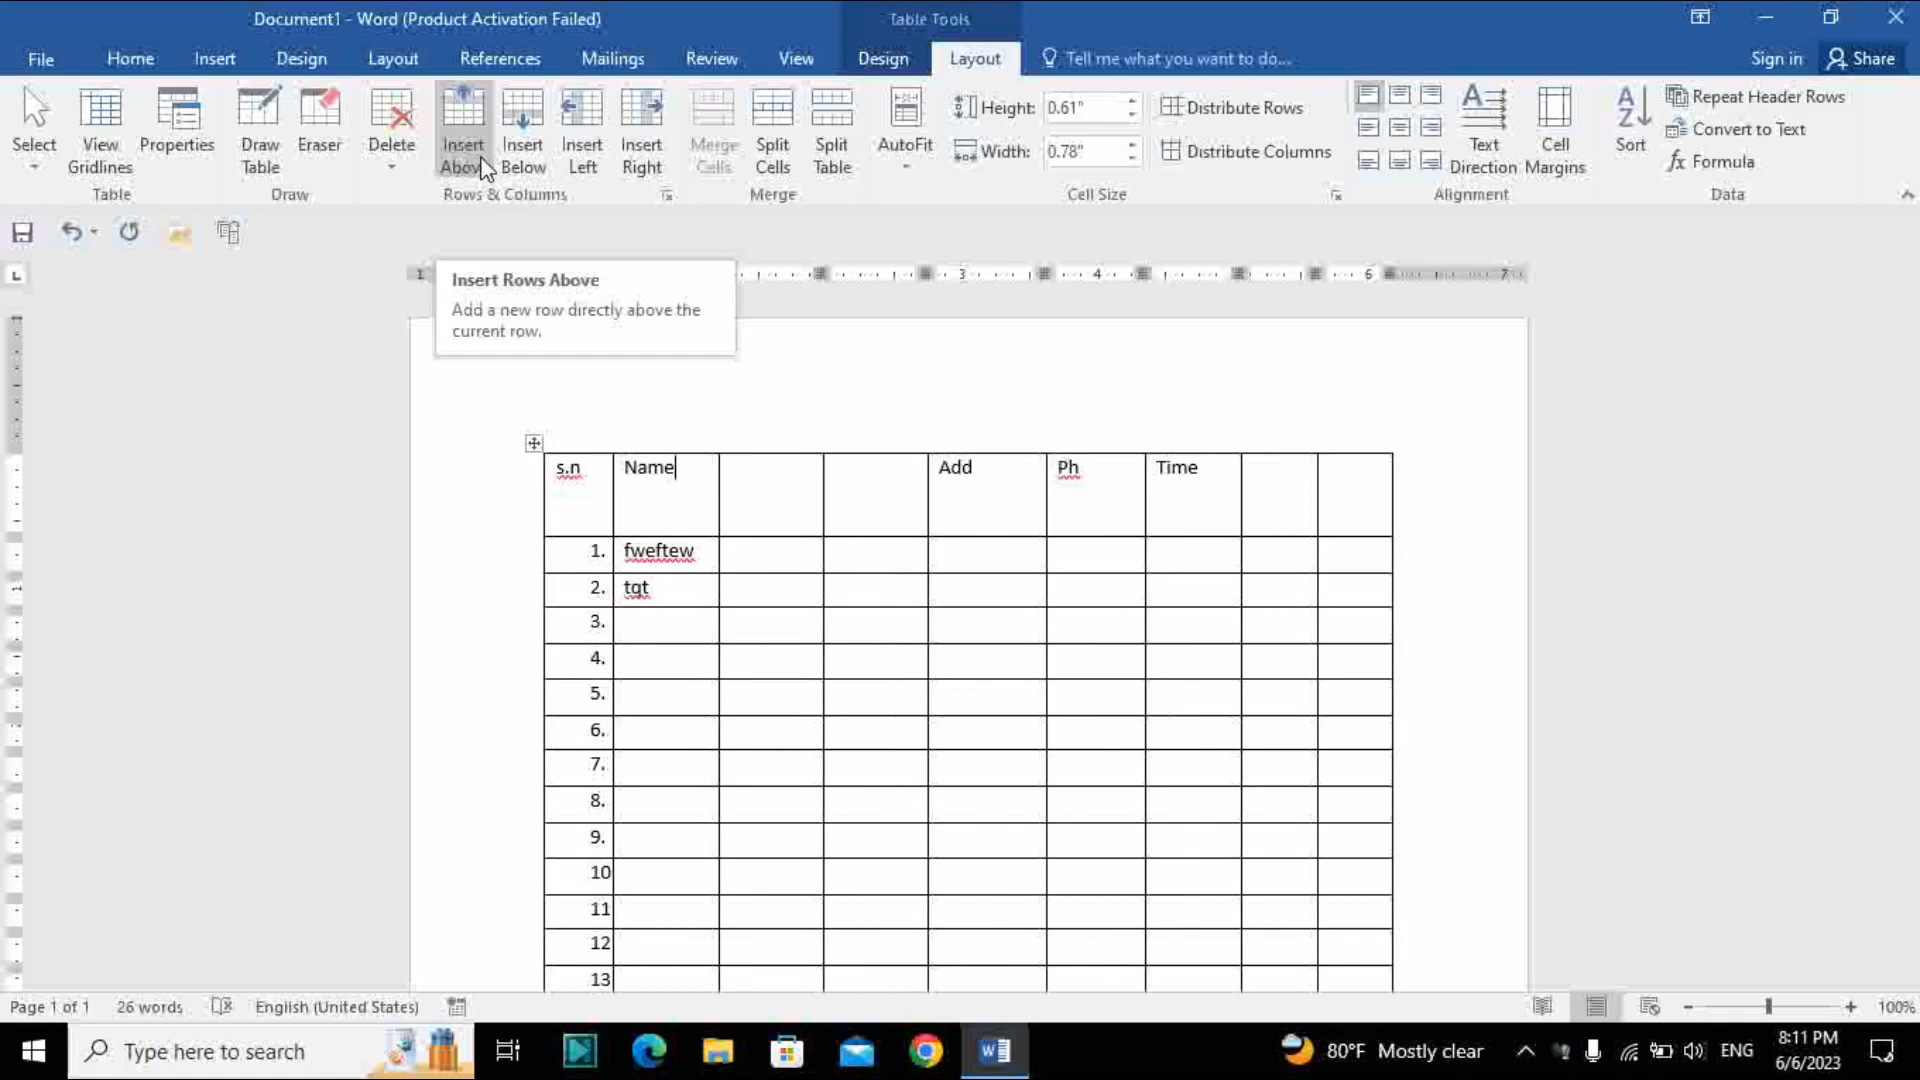 Document1 - Word (Product Activation Failed)
Table Tools
File Home Insert Design Layout References Mailings Review View Design Layout Tell me what you want to do... Sign in Share
Select
View Gridlines
Properties
Table
Draw Table
Eraser
Draw
Delete
Insert Above
Insert Below
Insert Left
Insert Right
Rows & Columns
Merge Cells
Split Cells
Split Table
Merge
AutoFit
Height: 0.61"
Width: 0.78"
Distribute Rows
Distribute Columns
Cell Size
Text Direction
Cell Margins
Alignment
Sort
Repeat Header Rows
Convert to Text
fx Formula
Data
L
1 3 4 6 7
Insert Rows Above
Add a new row directly above the
current row.
s.n Name Add Ph Time
1. fweftew
2. tqt
3.
4.
5.
6.
7.
8.
9.
10
11
12
13
Page 1 of 1 26 words English (United States) 100%
Type here to search
80°F Mostly clear ENG
8:11 PM
6/6/2023